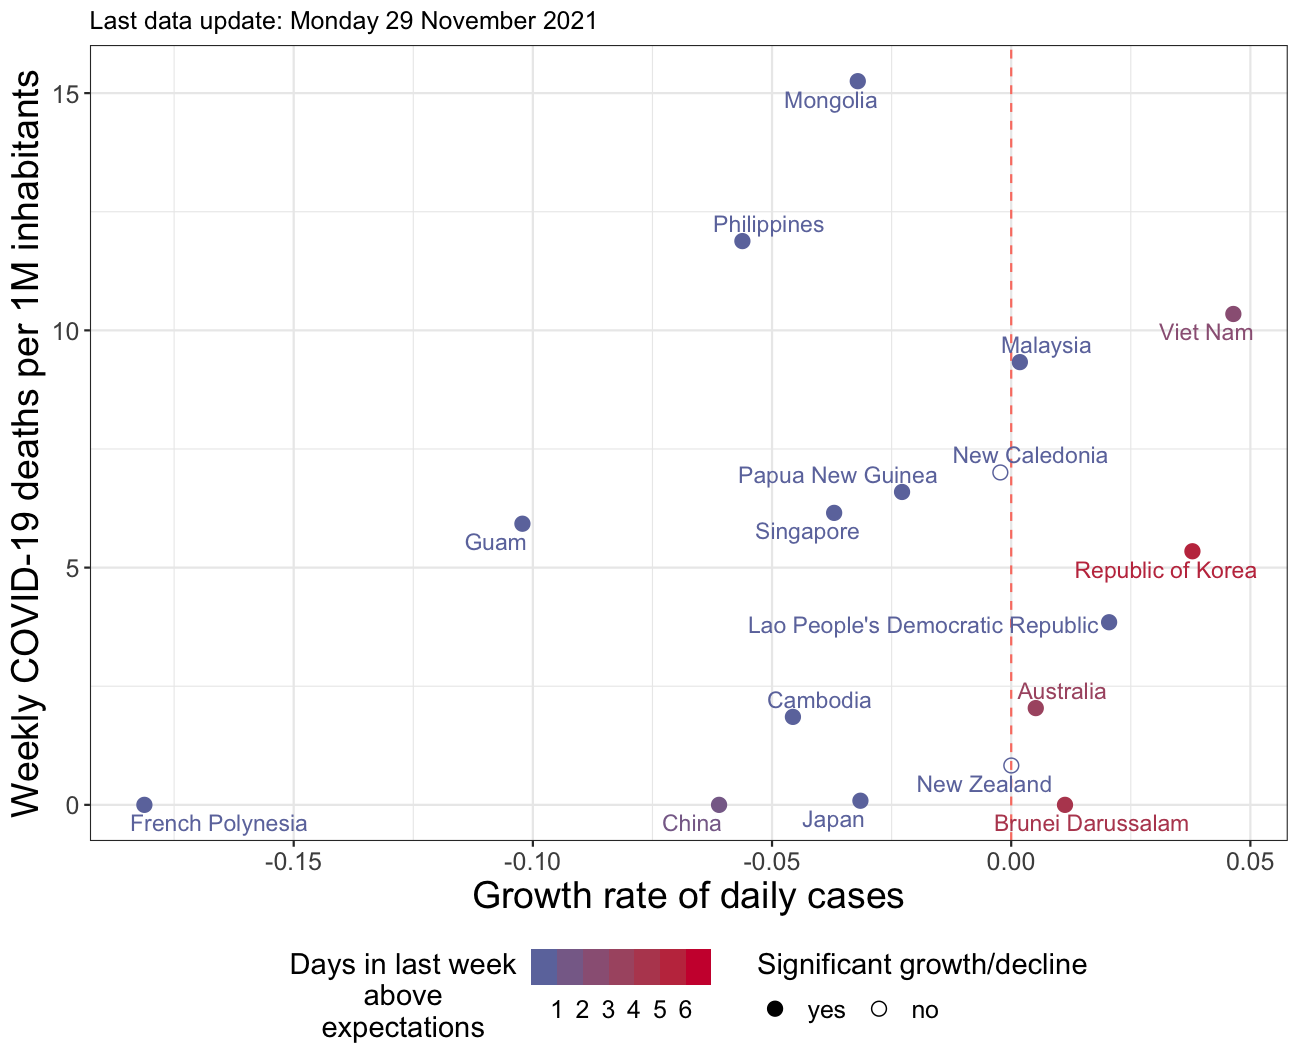 Last data update: Monday 29 November 2021
Weekly COVID-19 deaths per 1M inhabitants
15
10
5
0
Mongolia
Philippines
Viet Nam
Malaysia
New Caledonia
Papua New Guinea
Singapore
Guam
Republic of Korea
Lao People's Democratic Republic
Australia
Cambodia
New Zealand
French Polynesia
China
Japan
Brunei Darussalam
-0.15
-0.10
-0.05
0.00
0.05
Growth rate of daily cases
Days in last week
above
expectations
1 2 3 4 5 6
Significant growth/decline
yes
no